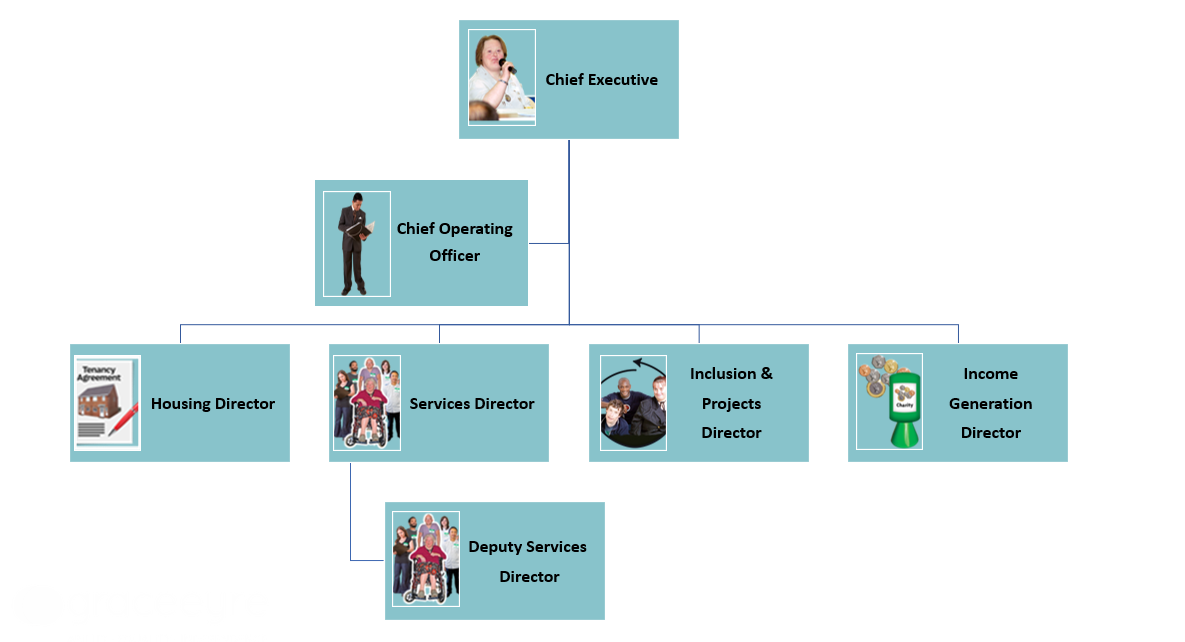 Chief Executive
Chief Operating
Officer
Tenancy
Agreement
Housing Director
Services Director
Inclusion &
Projects
Director
Charity
Income
Generation
Director
Deputy Services
Director